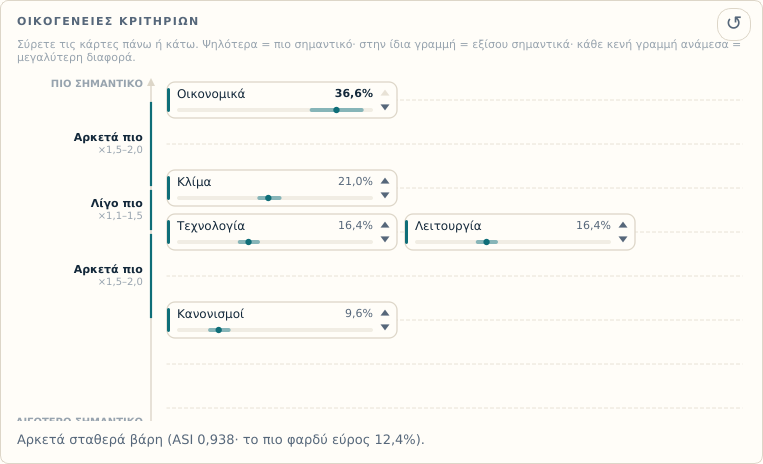 ΟΙΚΟΓΕΝΕΙΕΣ ΚΡΙΤΗΡΙΩΝ
↺
Σύρετε τις κάρτες πάνω ή κάτω. Ψηλότερα = πιο σημαντικό· στην ίδια γραμμή = εξίσου σημαντικά· κάθε κενή γραμμή ανάμεσα =
μεγαλύτερη διαφορά.
ΠΙΟ ΣΗΜΑΝΤΙΚΟ
Οικονομικά 36,6%
Αρκετά πιο
×1,5–2,0
Κλίμα 21,0%
Λίγο πιο
×1,1–1,5
Τεχνολογία 16,4% Λειτουργία 16,4%
Αρκετά πιο
×1,5–2,0
Κανονισμοί 9,6%
ΛΙΓΟΤΕΡΟ ΣΗΜΑΝΤΙΚΟ
Αρκετά σταθερά βάρη (ASI 0,938· το πιο φαρδύ εύρος 12,4%).